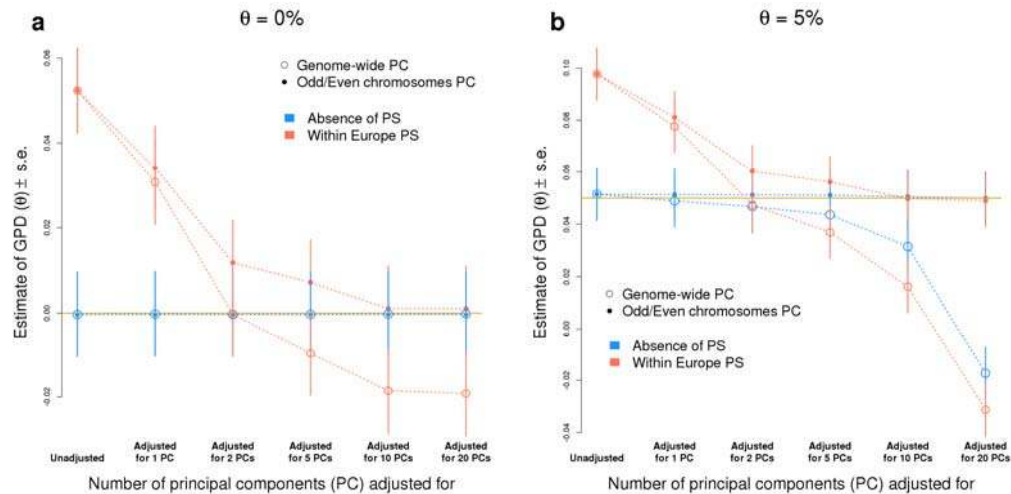 a
θ = 0%
Estimate of GPD (θ) ± s.e.
0.06
0.04
0.02
0.00
-0.02
Genome-wide PC
Odd/Even chromosomes PC
Absence of PS
Within Europe PS
Unadjusted
Adjusted for 1 PC
Adjusted for 2 PCs
Adjusted for 5 PCs
Adjusted for 10 PCs
Adjusted for 20 PCs
Number of principal components (PC) adjusted for
b
θ = 5%
Estimate of GPD (θ) ± s.e.
0.10
0.08
0.06
0.04
0.02
0.00
-0.02
-0.04
Genome-wide PC
Odd/Even chromosomes PC
Absence of PS
Within Europe PS
Unadjusted
Adjusted for 1 PC
Adjusted for 2 PCs
Adjusted for 5 PCs
Adjusted for 10 PCs
Adjusted for 20 PCs
Number of principal components (PC) adjusted for